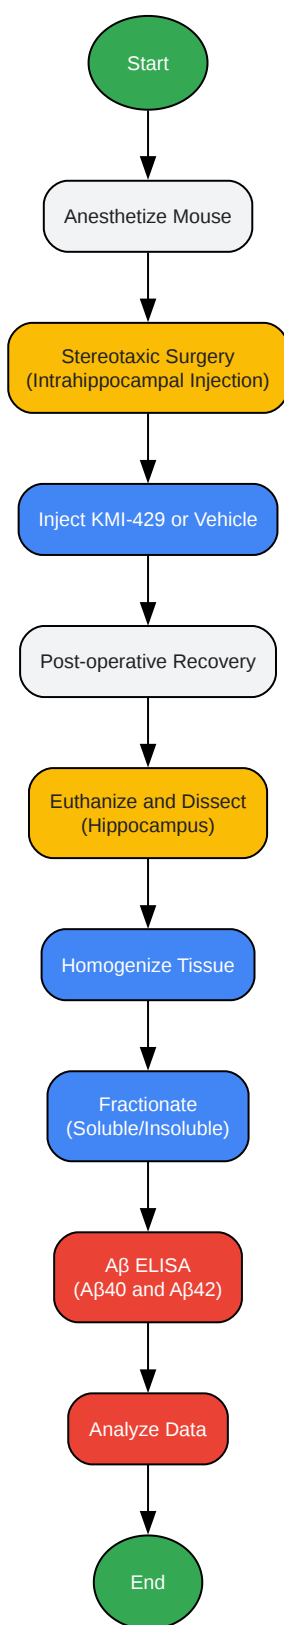 Start
Anesthetize Mouse
Stereotaxic Surgery
(Intrahippocampal Injection)
Inject KMI-429 or Vehicle
Post-operative Recovery
Euthanize and Dissect
(Hippocampus)
Homogenize Tissue
Fractionate
(Soluble/Insoluble)
Aβ ELISA
(Aβ40 and Aβ42)
Analyze Data
End